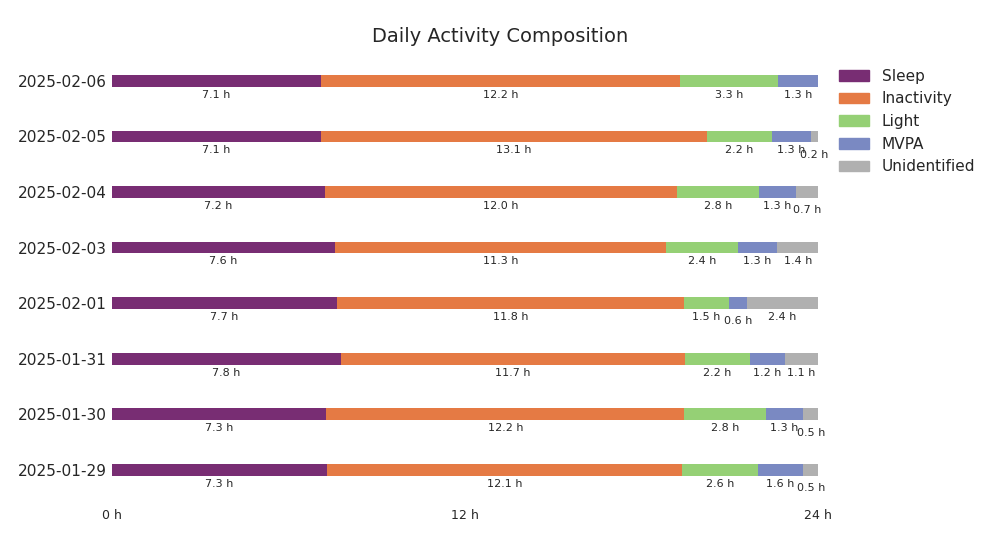 Daily Activity Composition
2025-02-06
7.1 h 12.2 h 3.3 h 1.3 h
2025-02-05
7.1 h 13.1 h 2.2 h 1.3 h 0.2 h
2025-02-04
7.2 h 12.0 h 2.8 h 1.3 h 0.7 h
2025-02-03
7.6 h 11.3 h 2.4 h 1.3 h 1.4 h
2025-02-01
7.7 h 11.8 h 1.5 h 0.6 h 2.4 h
2025-01-31
7.8 h 11.7 h 2.2 h 1.2 h 1.1 h
2025-01-30
7.3 h 12.2 h 2.8 h 1.3 h 0.5 h
2025-01-29
7.3 h 12.1 h 2.6 h 1.6 h 0.5 h
0 h 12 h 24 h
Sleep
Inactivity
Light
MVPA
Unidentified